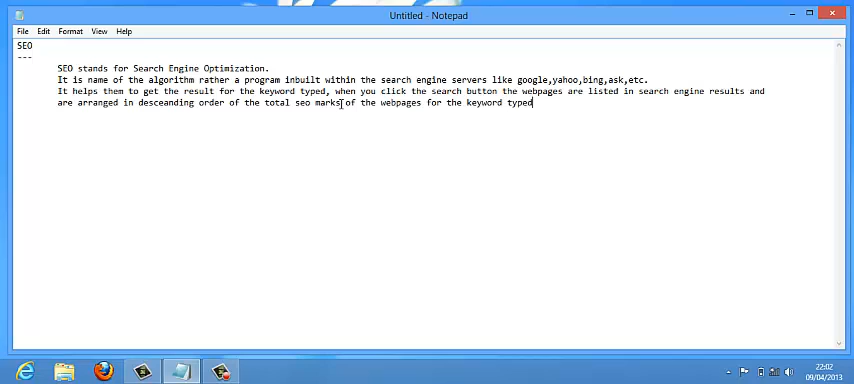 Untitled - Notepad
File Edit Format View Help
SEO
---
SEO stands for Search Engine Optimization.
It is name of the algorithm rather a program inbuilt within the search engine servers like google,yahoo,bing,ask,etc.
It helps them to get the result for the keyword typed, when you click the search button the webpages are listed in search engine results and
are arranged in desceanding order of the total seo marks of the webpages for the keyword typed
22:02
09/04/2013